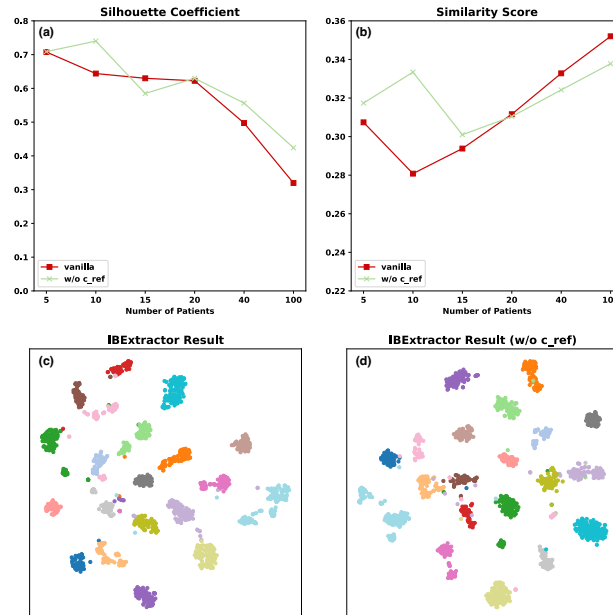 Silhouette Coefficient
(a)
0.8
0.7
0.6
0.5
0.4
0.3
0.2
0.1
0.0
vanilla
w/o c_ref
5 10 15 20 40 100
Number of Patients
Similarity Score
(b)
0.36
0.34
0.32
0.30
0.28
0.26
0.24
0.22
vanilla
w/o c_ref
5 10 15 20 40 100
Number of Patients
IBExtractor Result
(c)
IBExtractor Result (w/o c_ref)
(d)